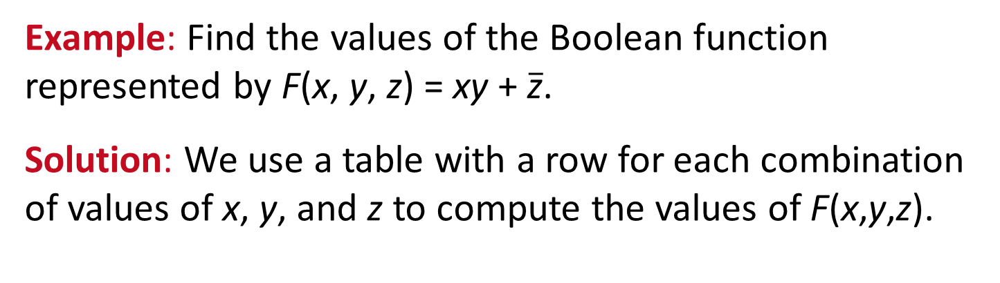 Example: Find the values of the Boolean function
represented by F(x, y, z) = xy + z̅.
Solution: We use a table with a row for each combination
of values of x, y, and z to compute the values of F(x,y,z).